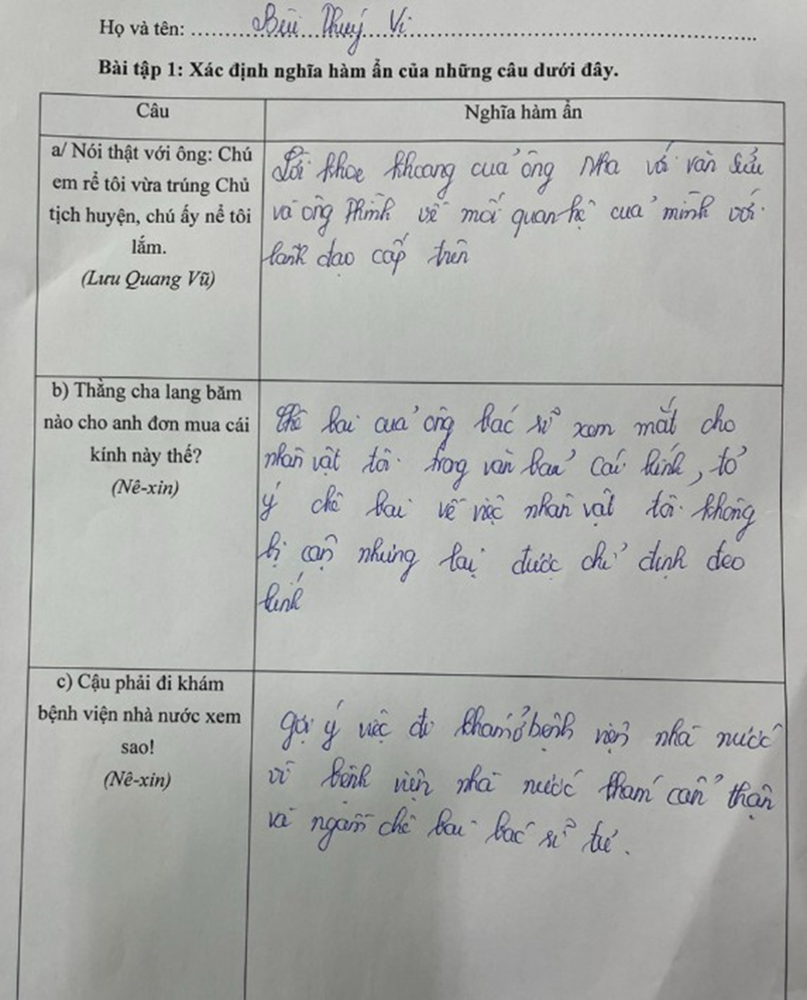 Họ và tên: Bùi Thuý Vi
Bài tập 1: Xác định nghĩa hàm ẩn của những câu dưới đây.
Câu
Nghĩa hàm ẩn
a/ Nói thật với ông: Chú
em rể tôi vừa trúng Chủ
tịch huyện, chú ấy nể tôi
lắm.
(Lưu Quang Vũ)
Lời khoe khoang của ông Nha với văn Sửu
và ông Thình về mối quan hệ của mình với
lãnh đạo cấp trên
b) Thằng cha lang băm
nào cho anh đơn mua cái
kính này thế?
(Nê-xin)
Chê bai của ông bác sĩ xem mắt cho
nhân vật tôi trong văn bản cái kính, tỏ
ý chê bai về việc nhân vật tôi không
bị cận nhưng lại được chỉ định đeo
kính
c) Cậu phải đi khám
bệnh viện nhà nước xem
sao!
(Nê-xin)
gợi ý việc đi khám ở bệnh viện nhà nước
vì bệnh viện nhà nước khám cẩn thận
và ngầm chê bai bác sĩ tư.